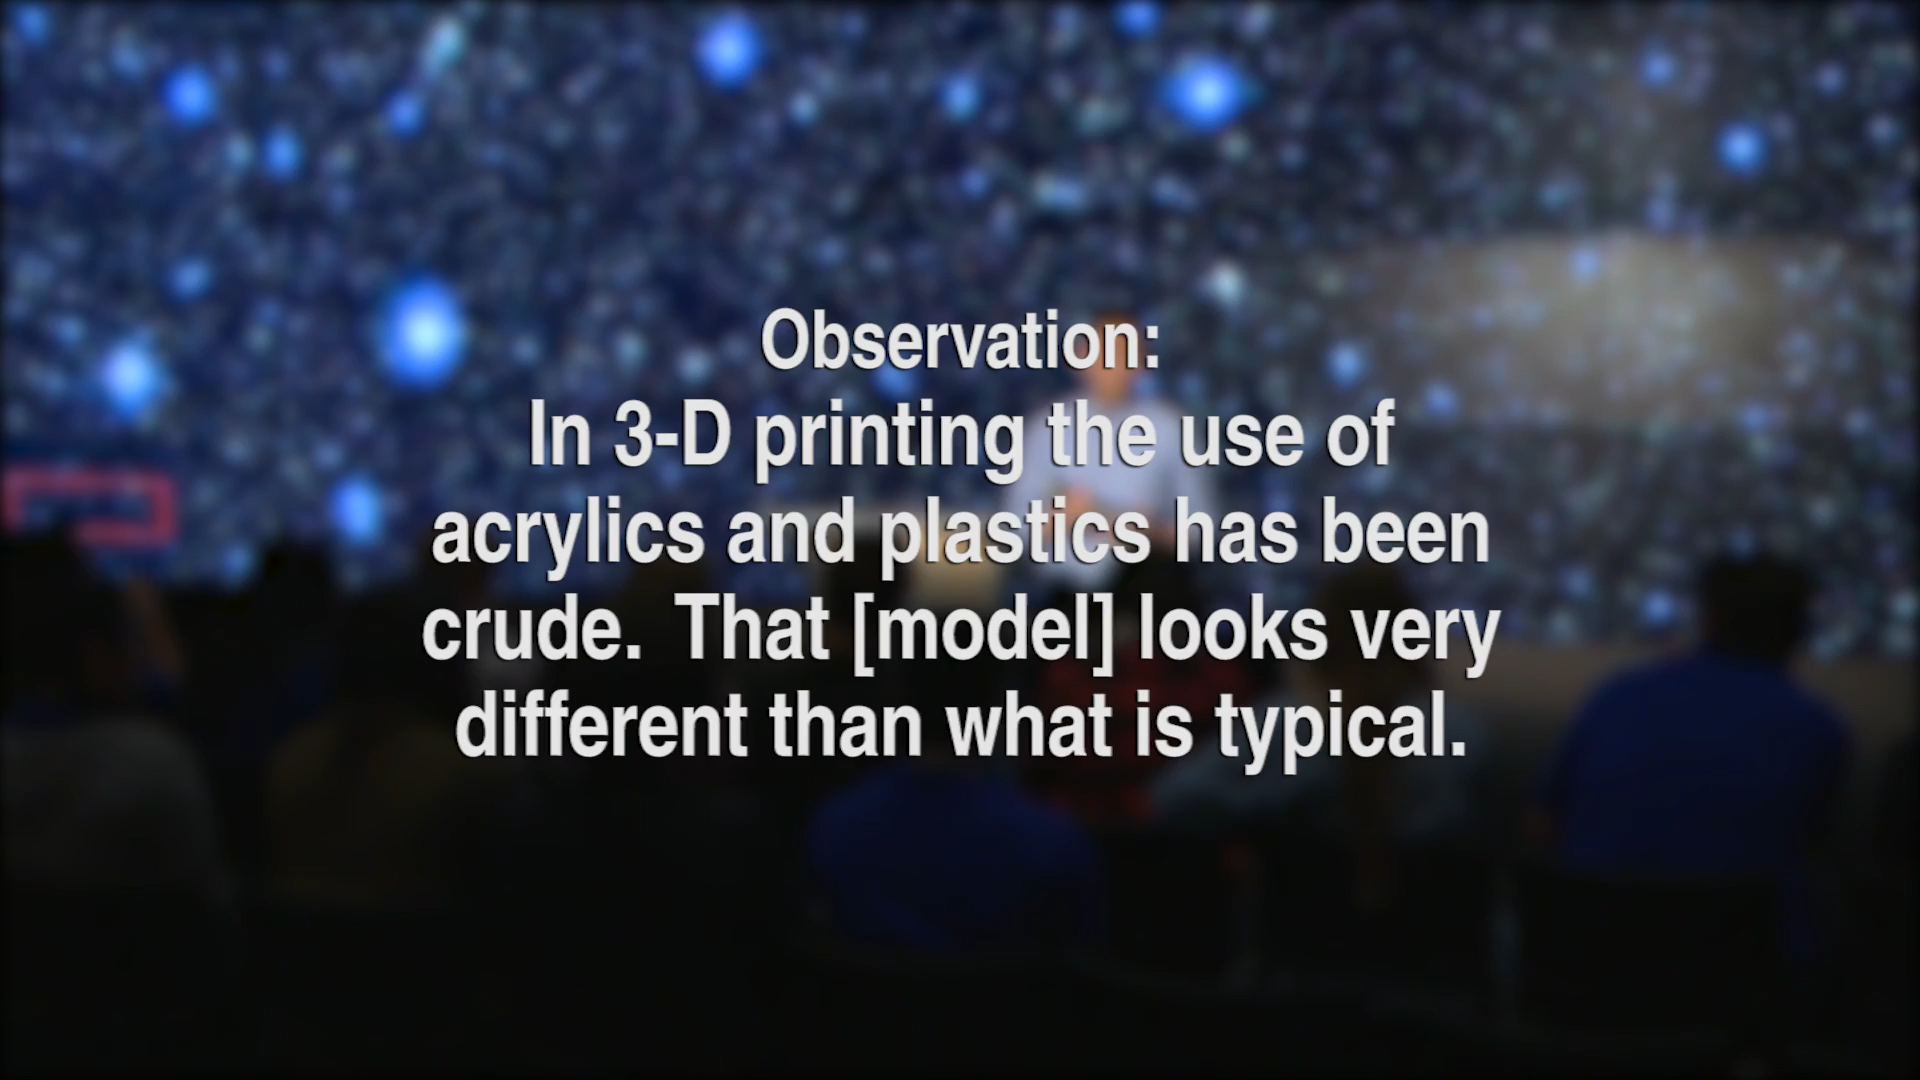 Observation:
In 3-D printing the use of
acrylics and plastics has been
crude. That [model] looks very
different than what is typical.